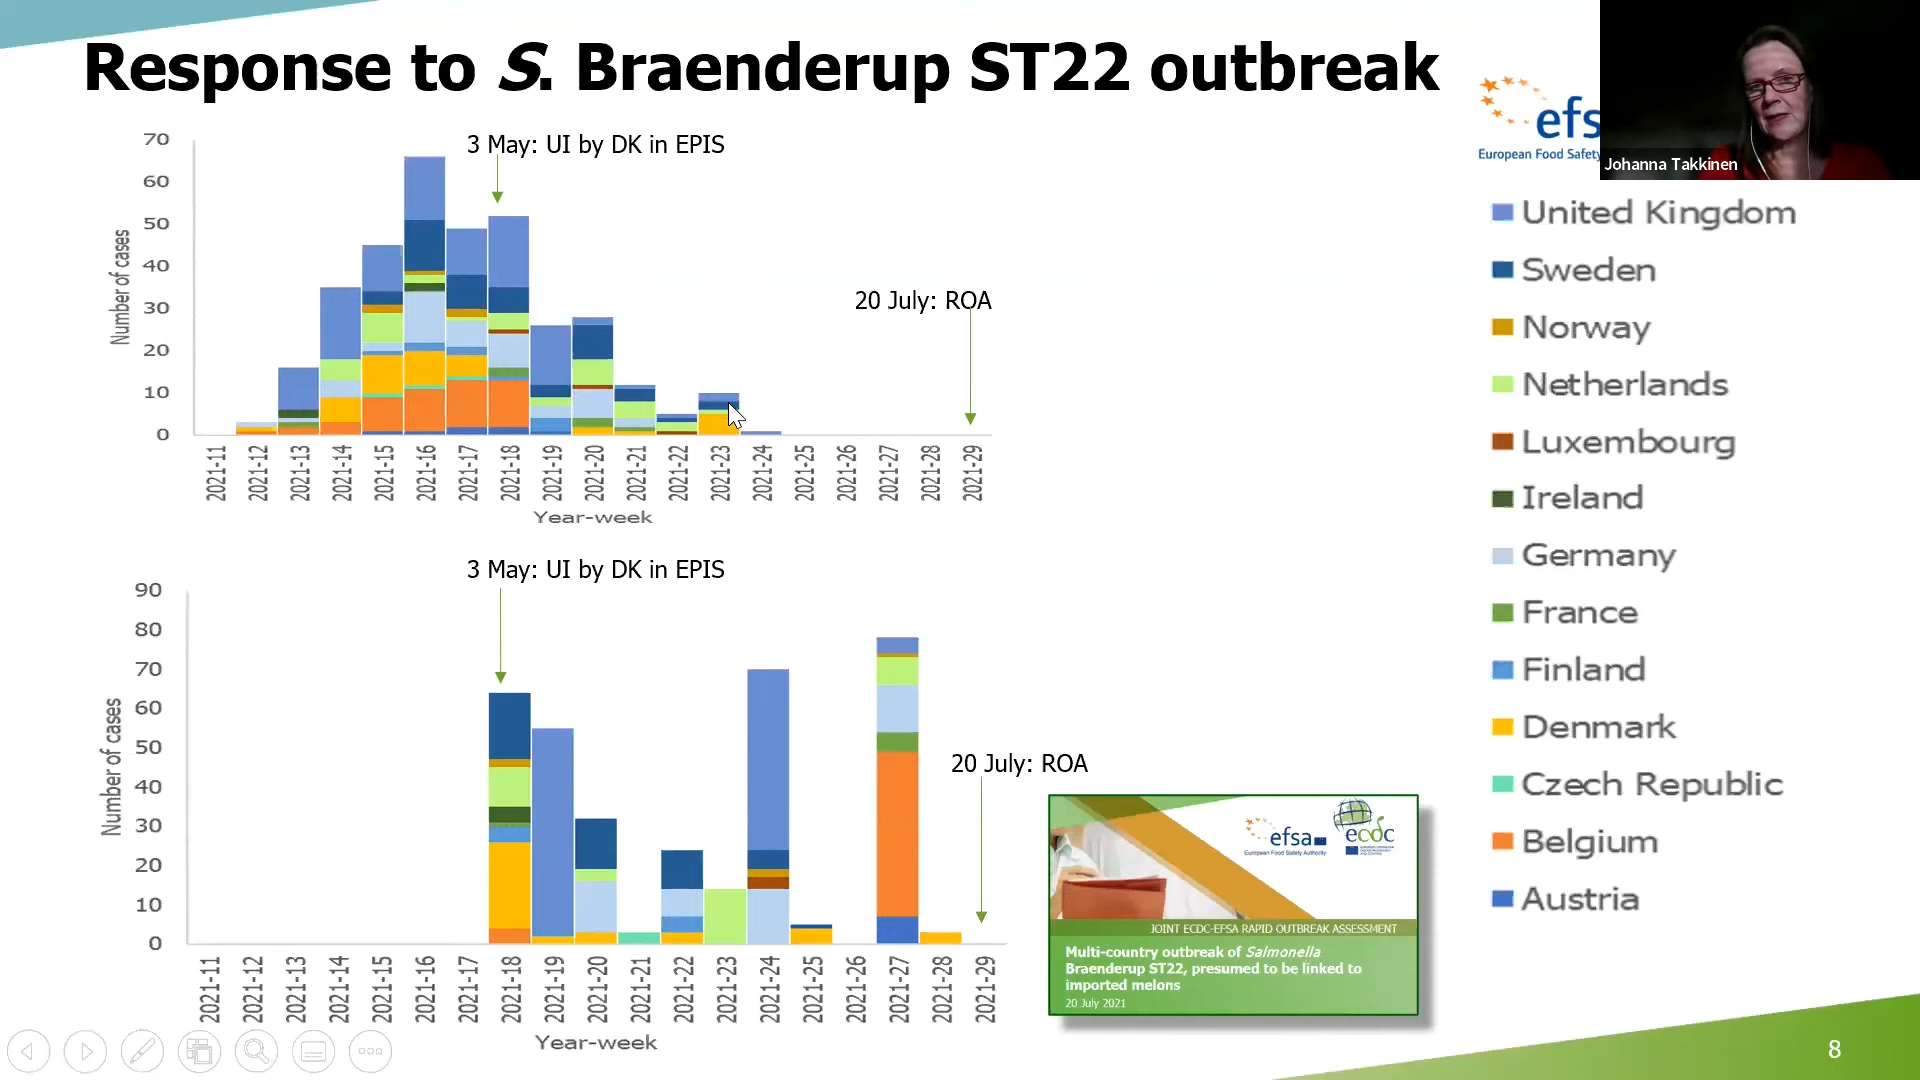 Response to S. Braenderup ST22 outbreak
efs
European Food Safety
Johanna Takkinen
3 May: UI by DK in EPIS
20 July: ROA
Number of cases
70
60
50
40
30
20
10
0
2021-11
2021-12
2021-13
2021-14
2021-15
2021-16
2021-17
2021-18
2021-19
2021-20
2021-21
2021-22
2021-23
2021-24
2021-25
2021-26
2021-27
2021-28
2021-29
Year-week
United Kingdom
Sweden
Norway
Netherlands
Luxembourg
Ireland
Germany
France
Finland
Denmark
Czech Republic
Belgium
Austria
3 May: UI by DK in EPIS
20 July: ROA
Number of cases
90
80
70
60
50
40
30
20
10
0
2021-11
2021-12
2021-13
2021-14
2021-15
2021-16
2021-17
2021-18
2021-19
2021-20
2021-21
2021-22
2021-23
2021-24
2021-25
2021-26
2021-27
2021-28
2021-29
Year-week
efsa
European Food Safety Authority
ecdc
JOINT ECDC-EFSA RAPID OUTBREAK ASSESSMENT
Multi-country outbreak of Salmonella
Braenderup ST22, presumed to be linked to
imported melons
20 July 2021
8